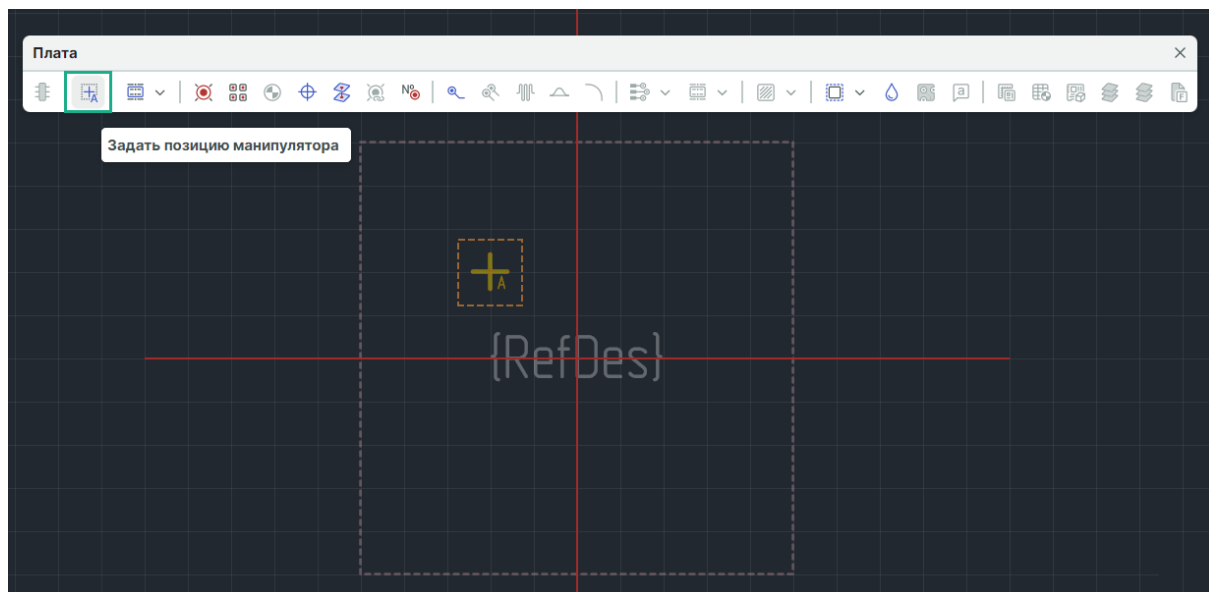 Плата
A
Nº
a
F
Задать позицию манипулятора
A
{RefDes}